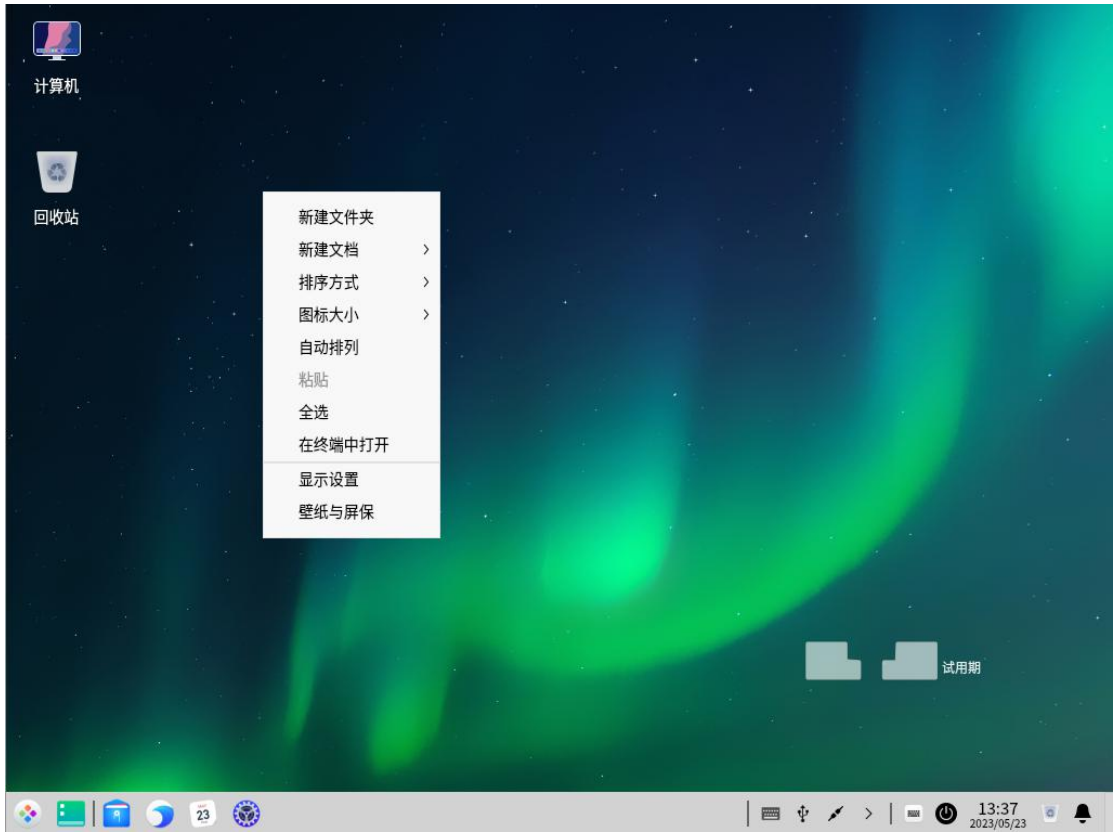 计算机
回收站
新建文件夹
新建文档
排序方式
图标大小
自动排列
粘贴
全选
在终端中打开
显示设置
壁纸与屏保
试用期
23
13:37
2023/05/23